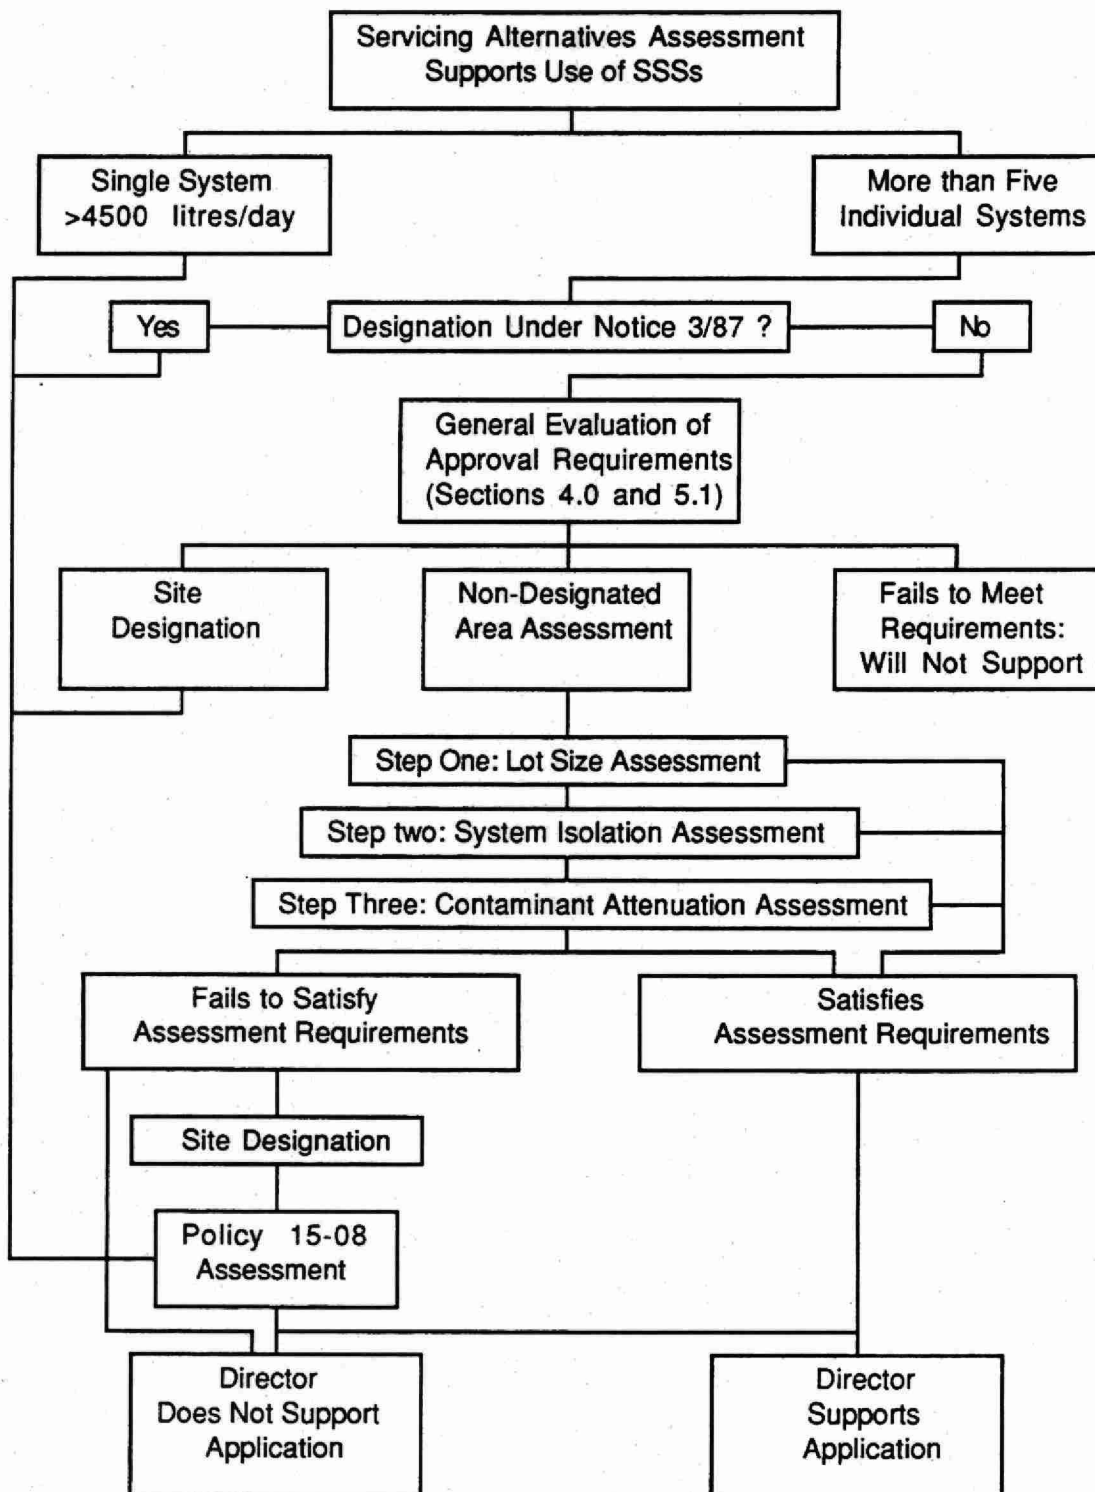 Servicing Alternatives Assessment
Supports Use of SSSs
Single System
>4500 litres/day
More than Five
Individual Systems
Yes
Designation Under Notice 3/87 ?
No
General Evaluation of
Approval Requirements
(Sections 4.0 and 5.1)
Site
Designation
Non-Designated
Area Assessment
Fails to Meet
Requirements:
Will Not Support
Step One: Lot Size Assessment
Step two: System Isolation Assessment
Step Three: Contaminant Attenuation Assessment
Fails to Satisfy
Assessment Requirements
Satisfies
Assessment Requirements
Site Designation
Policy 15-08
Assessment
Director
Does Not Support
Application
Director
Supports
Application